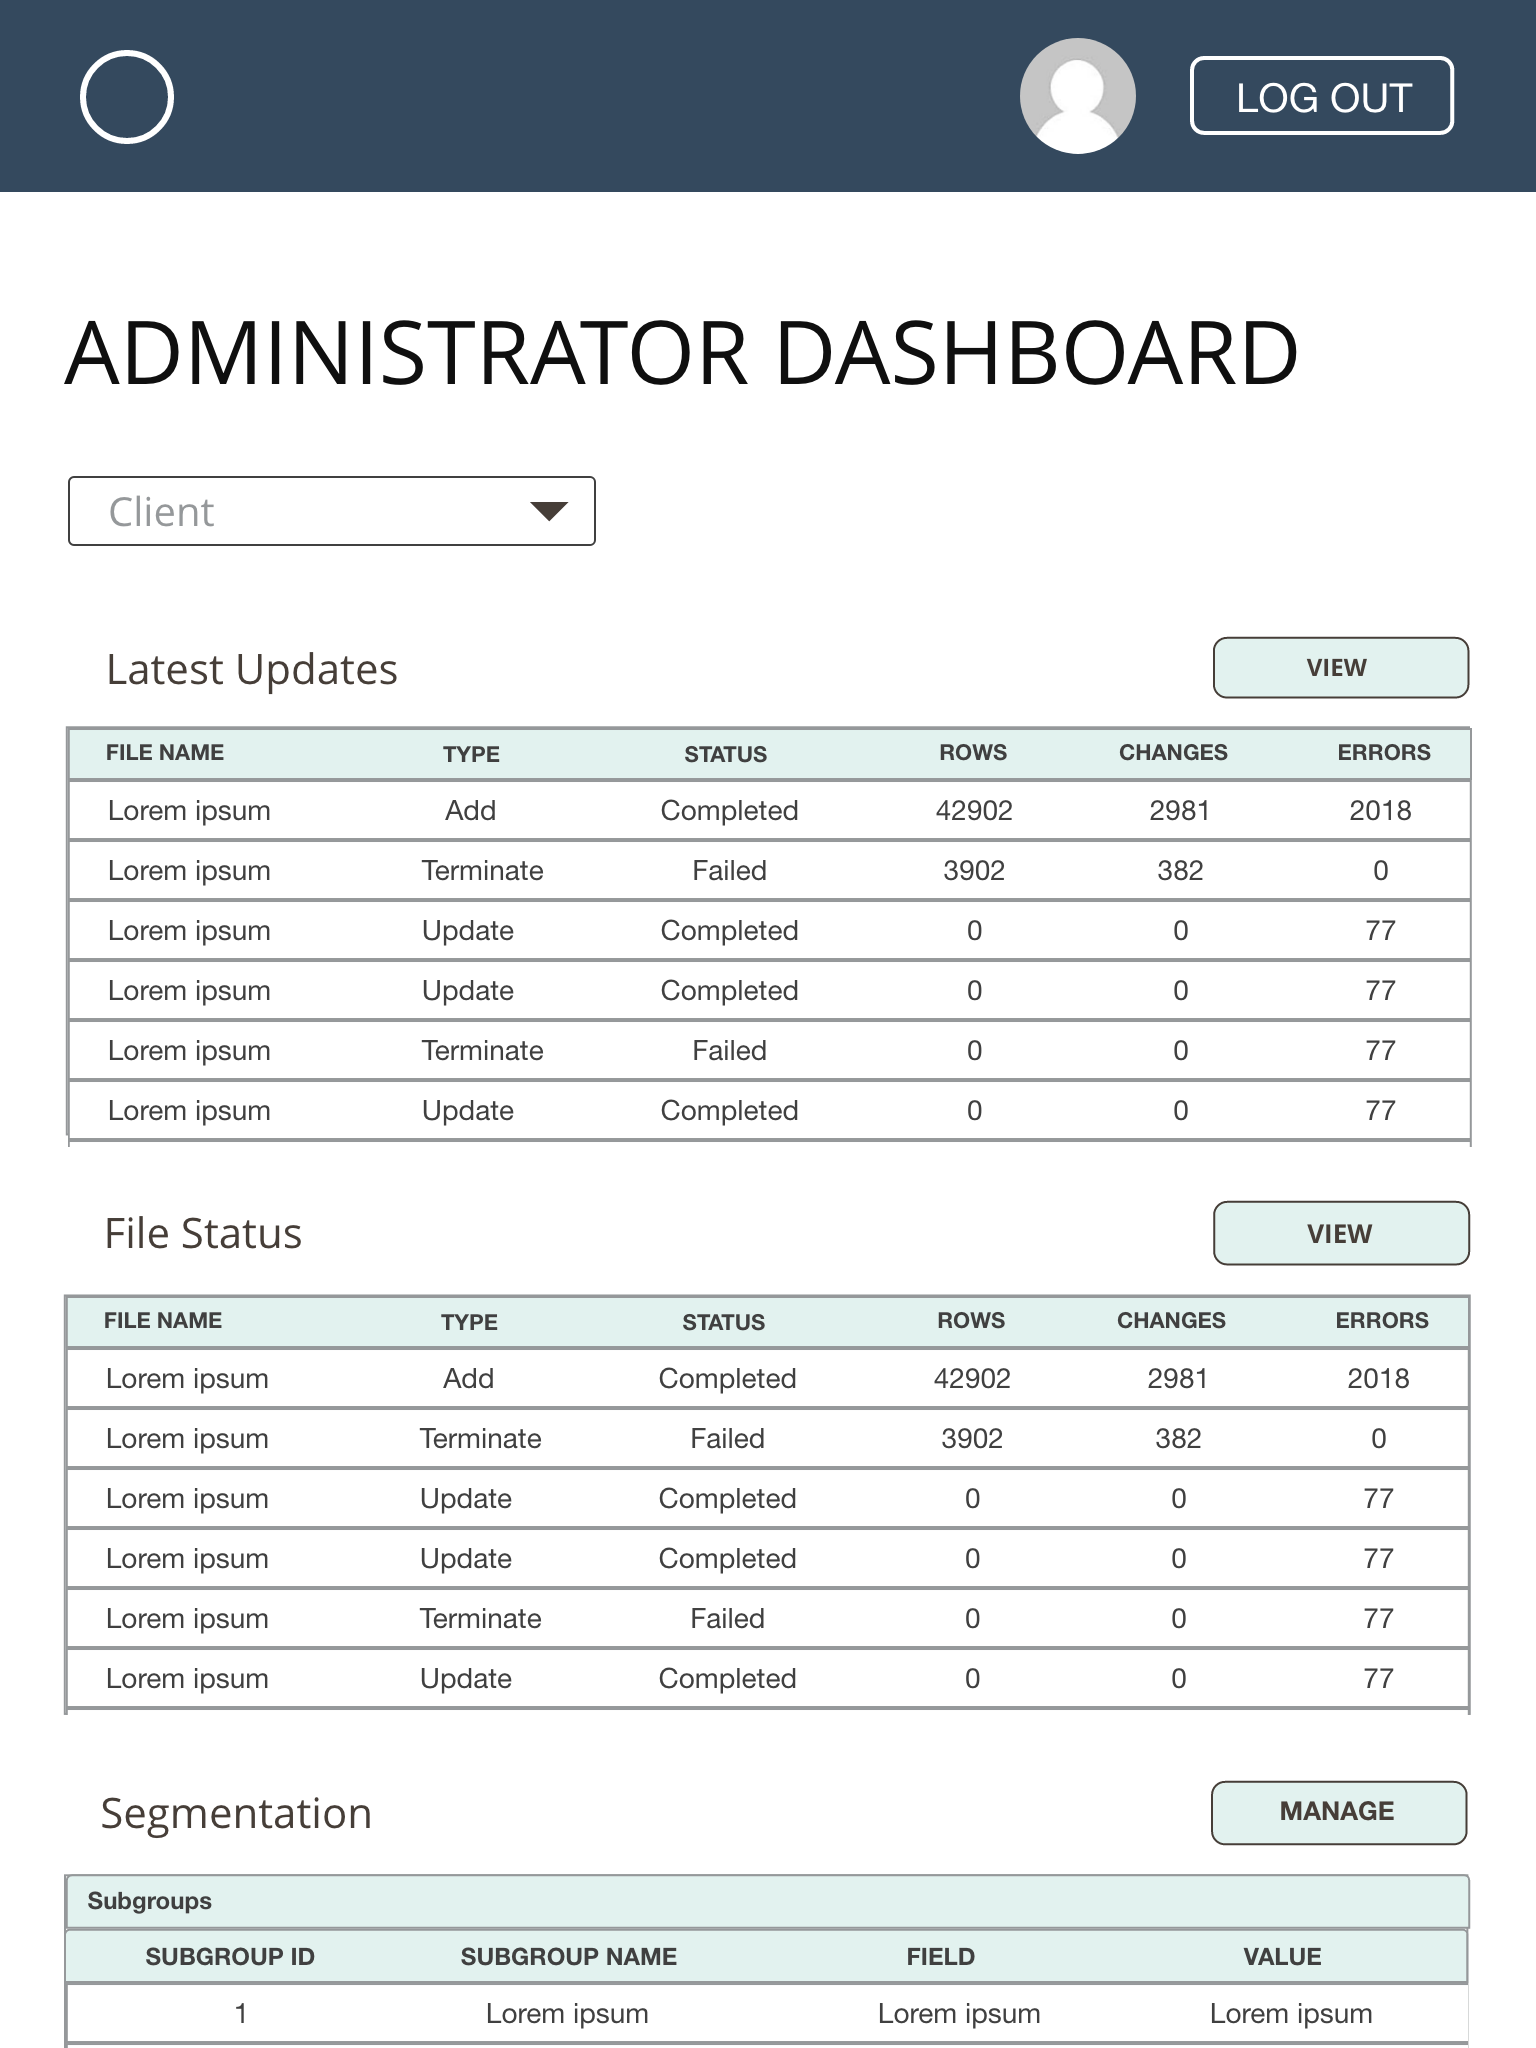 LOG OUT
ADMINISTRATOR DASHBOARD
Client
Latest Updates VIEW
FILE NAME TYPE STATUS ROWS CHANGES ERRORS
Lorem ipsum Add Completed 42902 2981 2018
Lorem ipsum Terminate Failed 3902 382 0
Lorem ipsum Update Completed 0 0 77
Lorem ipsum Update Completed 0 0 77
Lorem ipsum Terminate Failed 0 0 77
Lorem ipsum Update Completed 0 0 77
File Status VIEW
FILE NAME TYPE STATUS ROWS CHANGES ERRORS
Lorem ipsum Add Completed 42902 2981 2018
Lorem ipsum Terminate Failed 3902 382 0
Lorem ipsum Update Completed 0 0 77
Lorem ipsum Update Completed 0 0 77
Lorem ipsum Terminate Failed 0 0 77
Lorem ipsum Update Completed 0 0 77
Segmentation MANAGE
Subgroups
SUBGROUP ID SUBGROUP NAME FIELD VALUE
1 Lorem ipsum Lorem ipsum Lorem ipsum